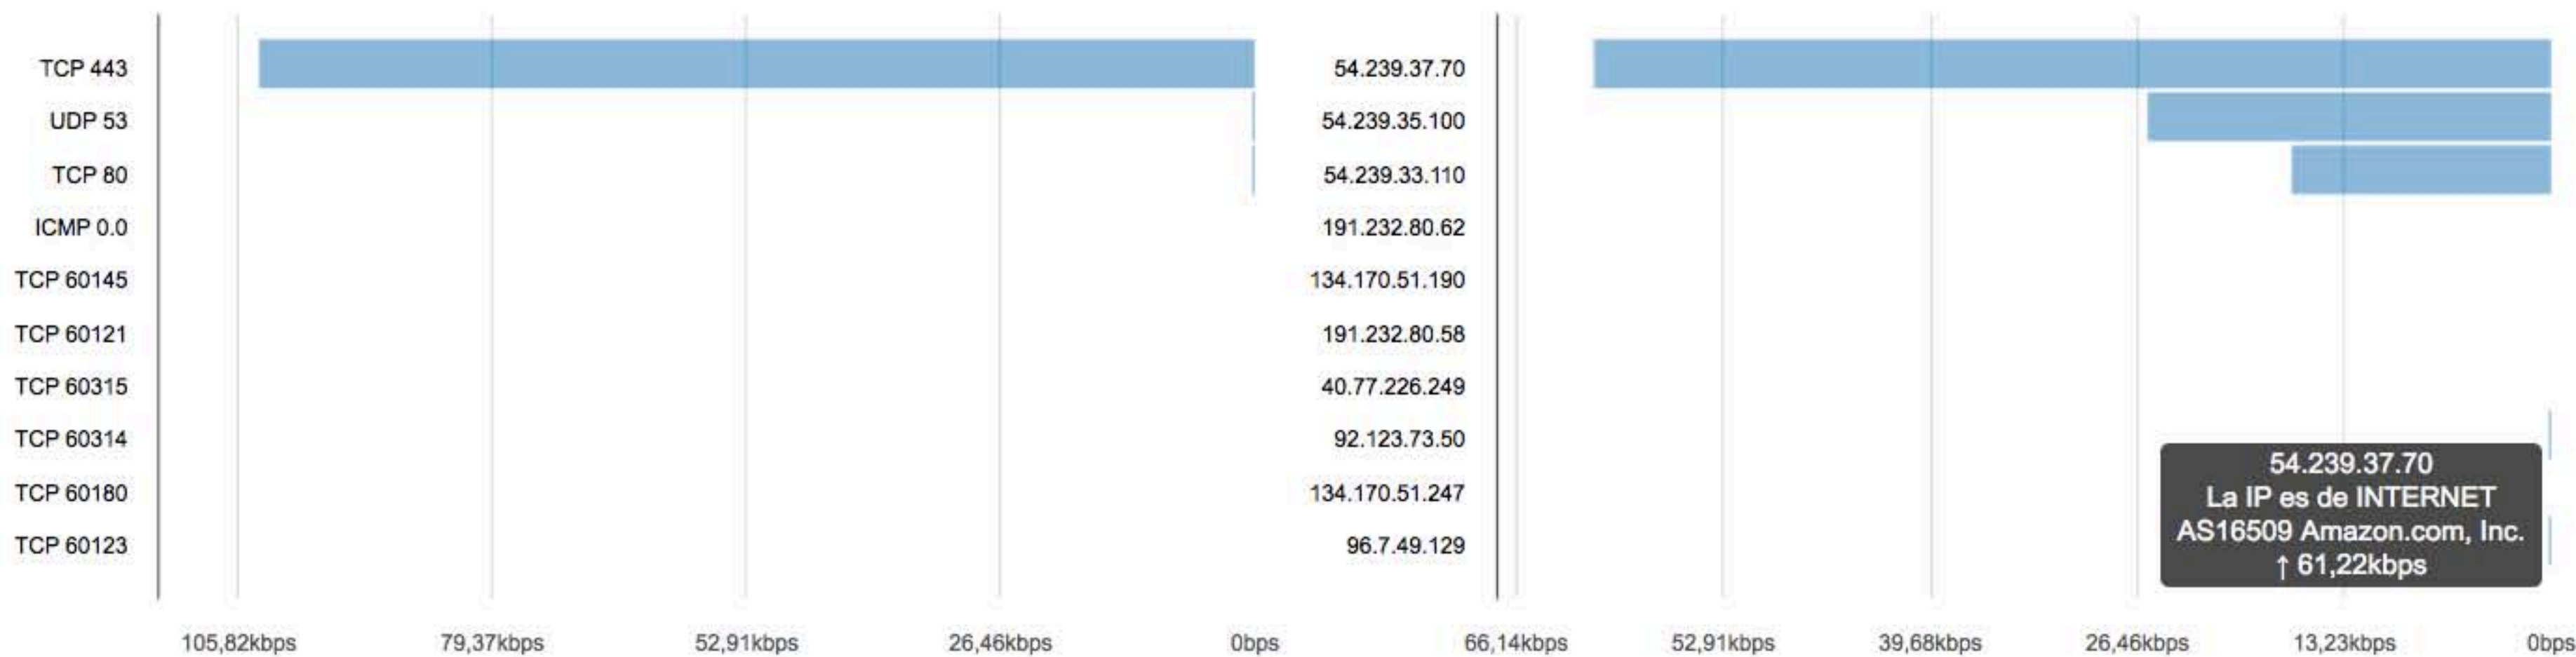 TCP 443
UDP 53
TCP 80
ICMP 0.0
TCP 60145
TCP 60121
TCP 60315
TCP 60314
TCP 60180
TCP 60123
105,82kbps 79,37kbps 52,91kbps 26,46kbps 0bps
54.239.37.70
54.239.35.100
54.239.33.110
191.232.80.62
134.170.51.190
191.232.80.58
40.77.226.249
92.123.73.50
134.170.51.247
96.7.49.129
66,14kbps 52,91kbps 39,68kbps 26,46kbps 13,23kbps 0bps
54.239.37.70
La IP es de INTERNET
AS16509 Amazon.com, Inc.
↑ 61,22kbps